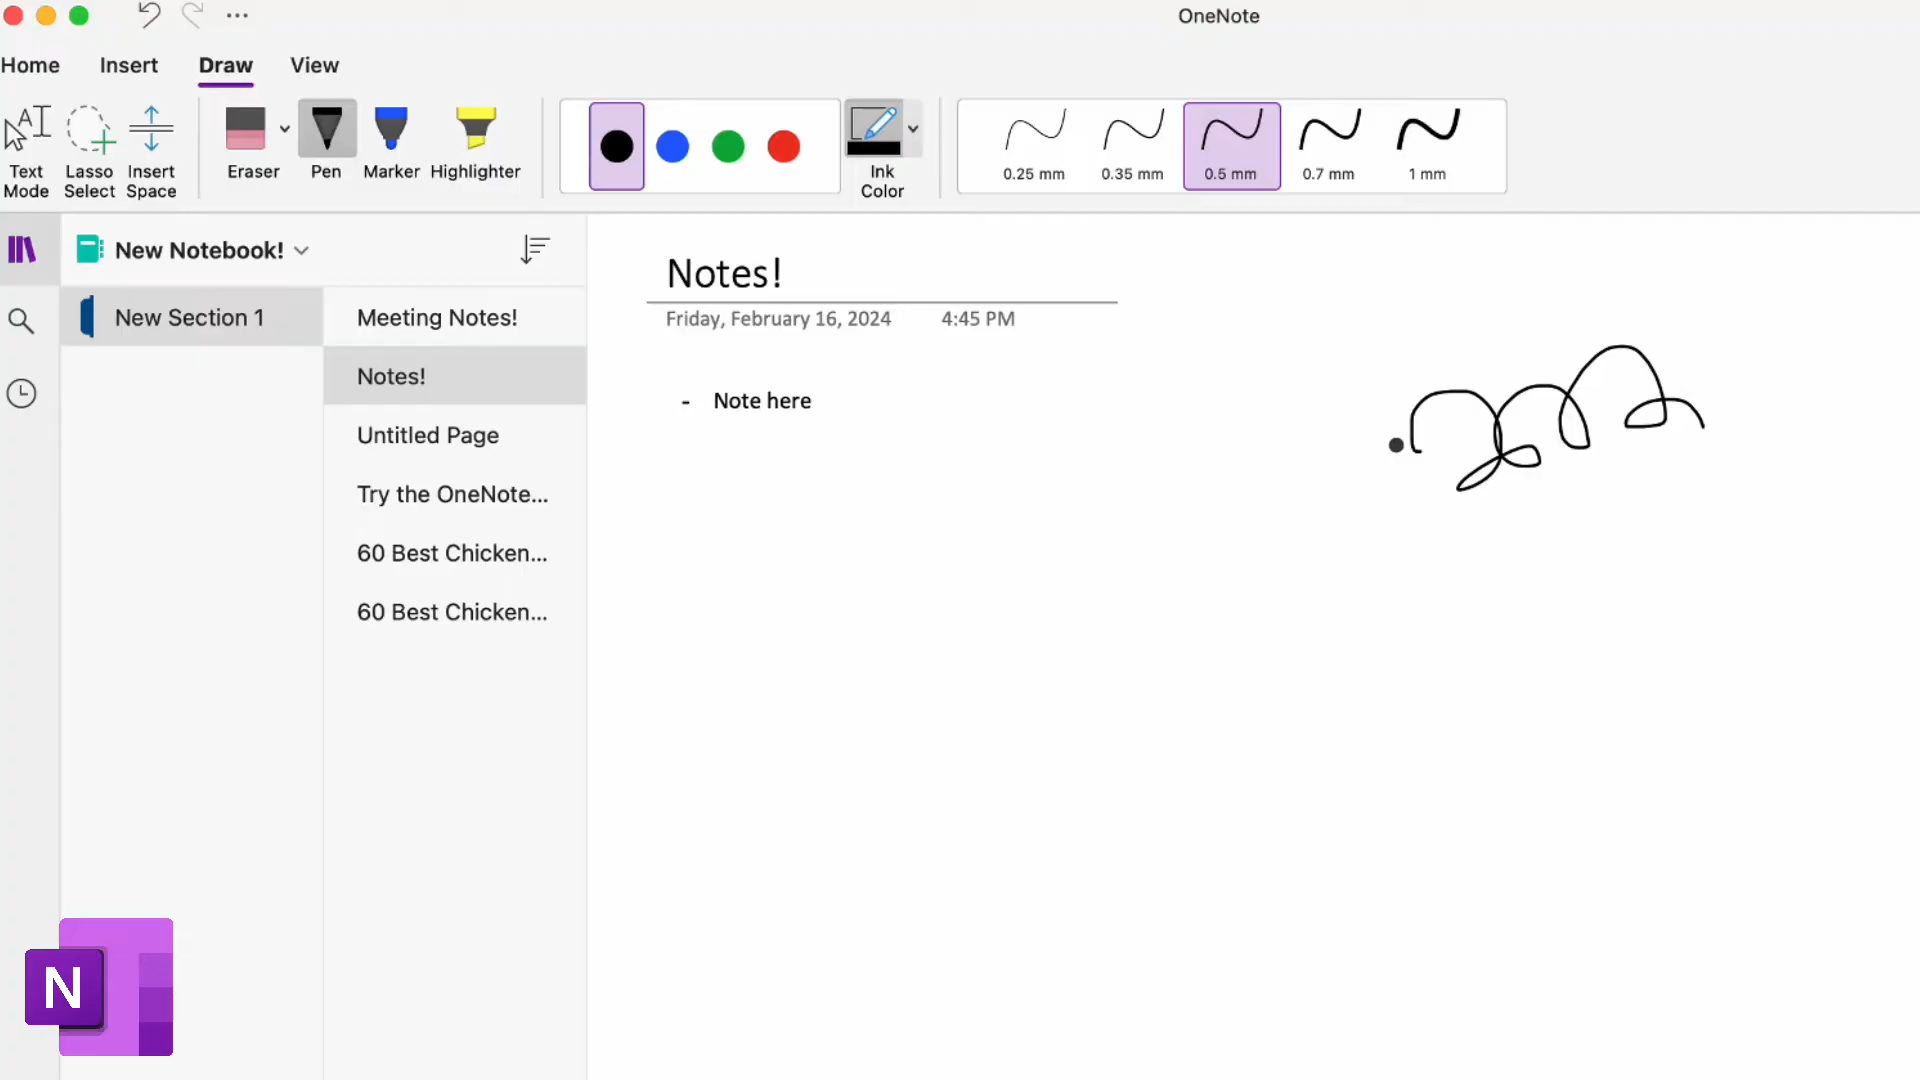 OneNote
Home Insert Draw View
Text Mode
Lasso Select
Insert Space
Eraser
Pen
Marker
Highlighter
Ink Color
0.25 mm
0.35 mm
0.5 mm
0.7 mm
1 mm
New Notebook!
New Section 1
Meeting Notes!
Notes!
Untitled Page
Try the OneNote...
60 Best Chicken...
60 Best Chicken...
Notes!
Friday, February 16, 2024 4:45 PM
- Note here
N